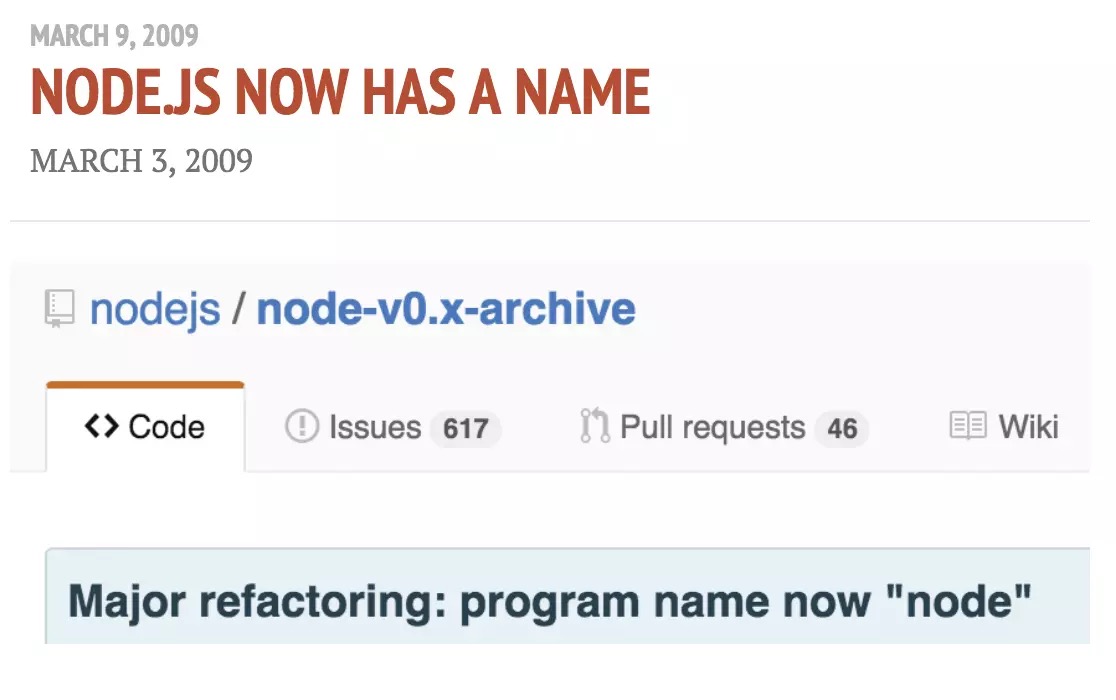 MARCH 9, 2009
NODE.JS NOW HAS A NAME
MARCH 3, 2009
nodejs / node-v0.x-archive
Code Issues 617 Pull requests 46 Wiki
Major refactoring: program name now "node"